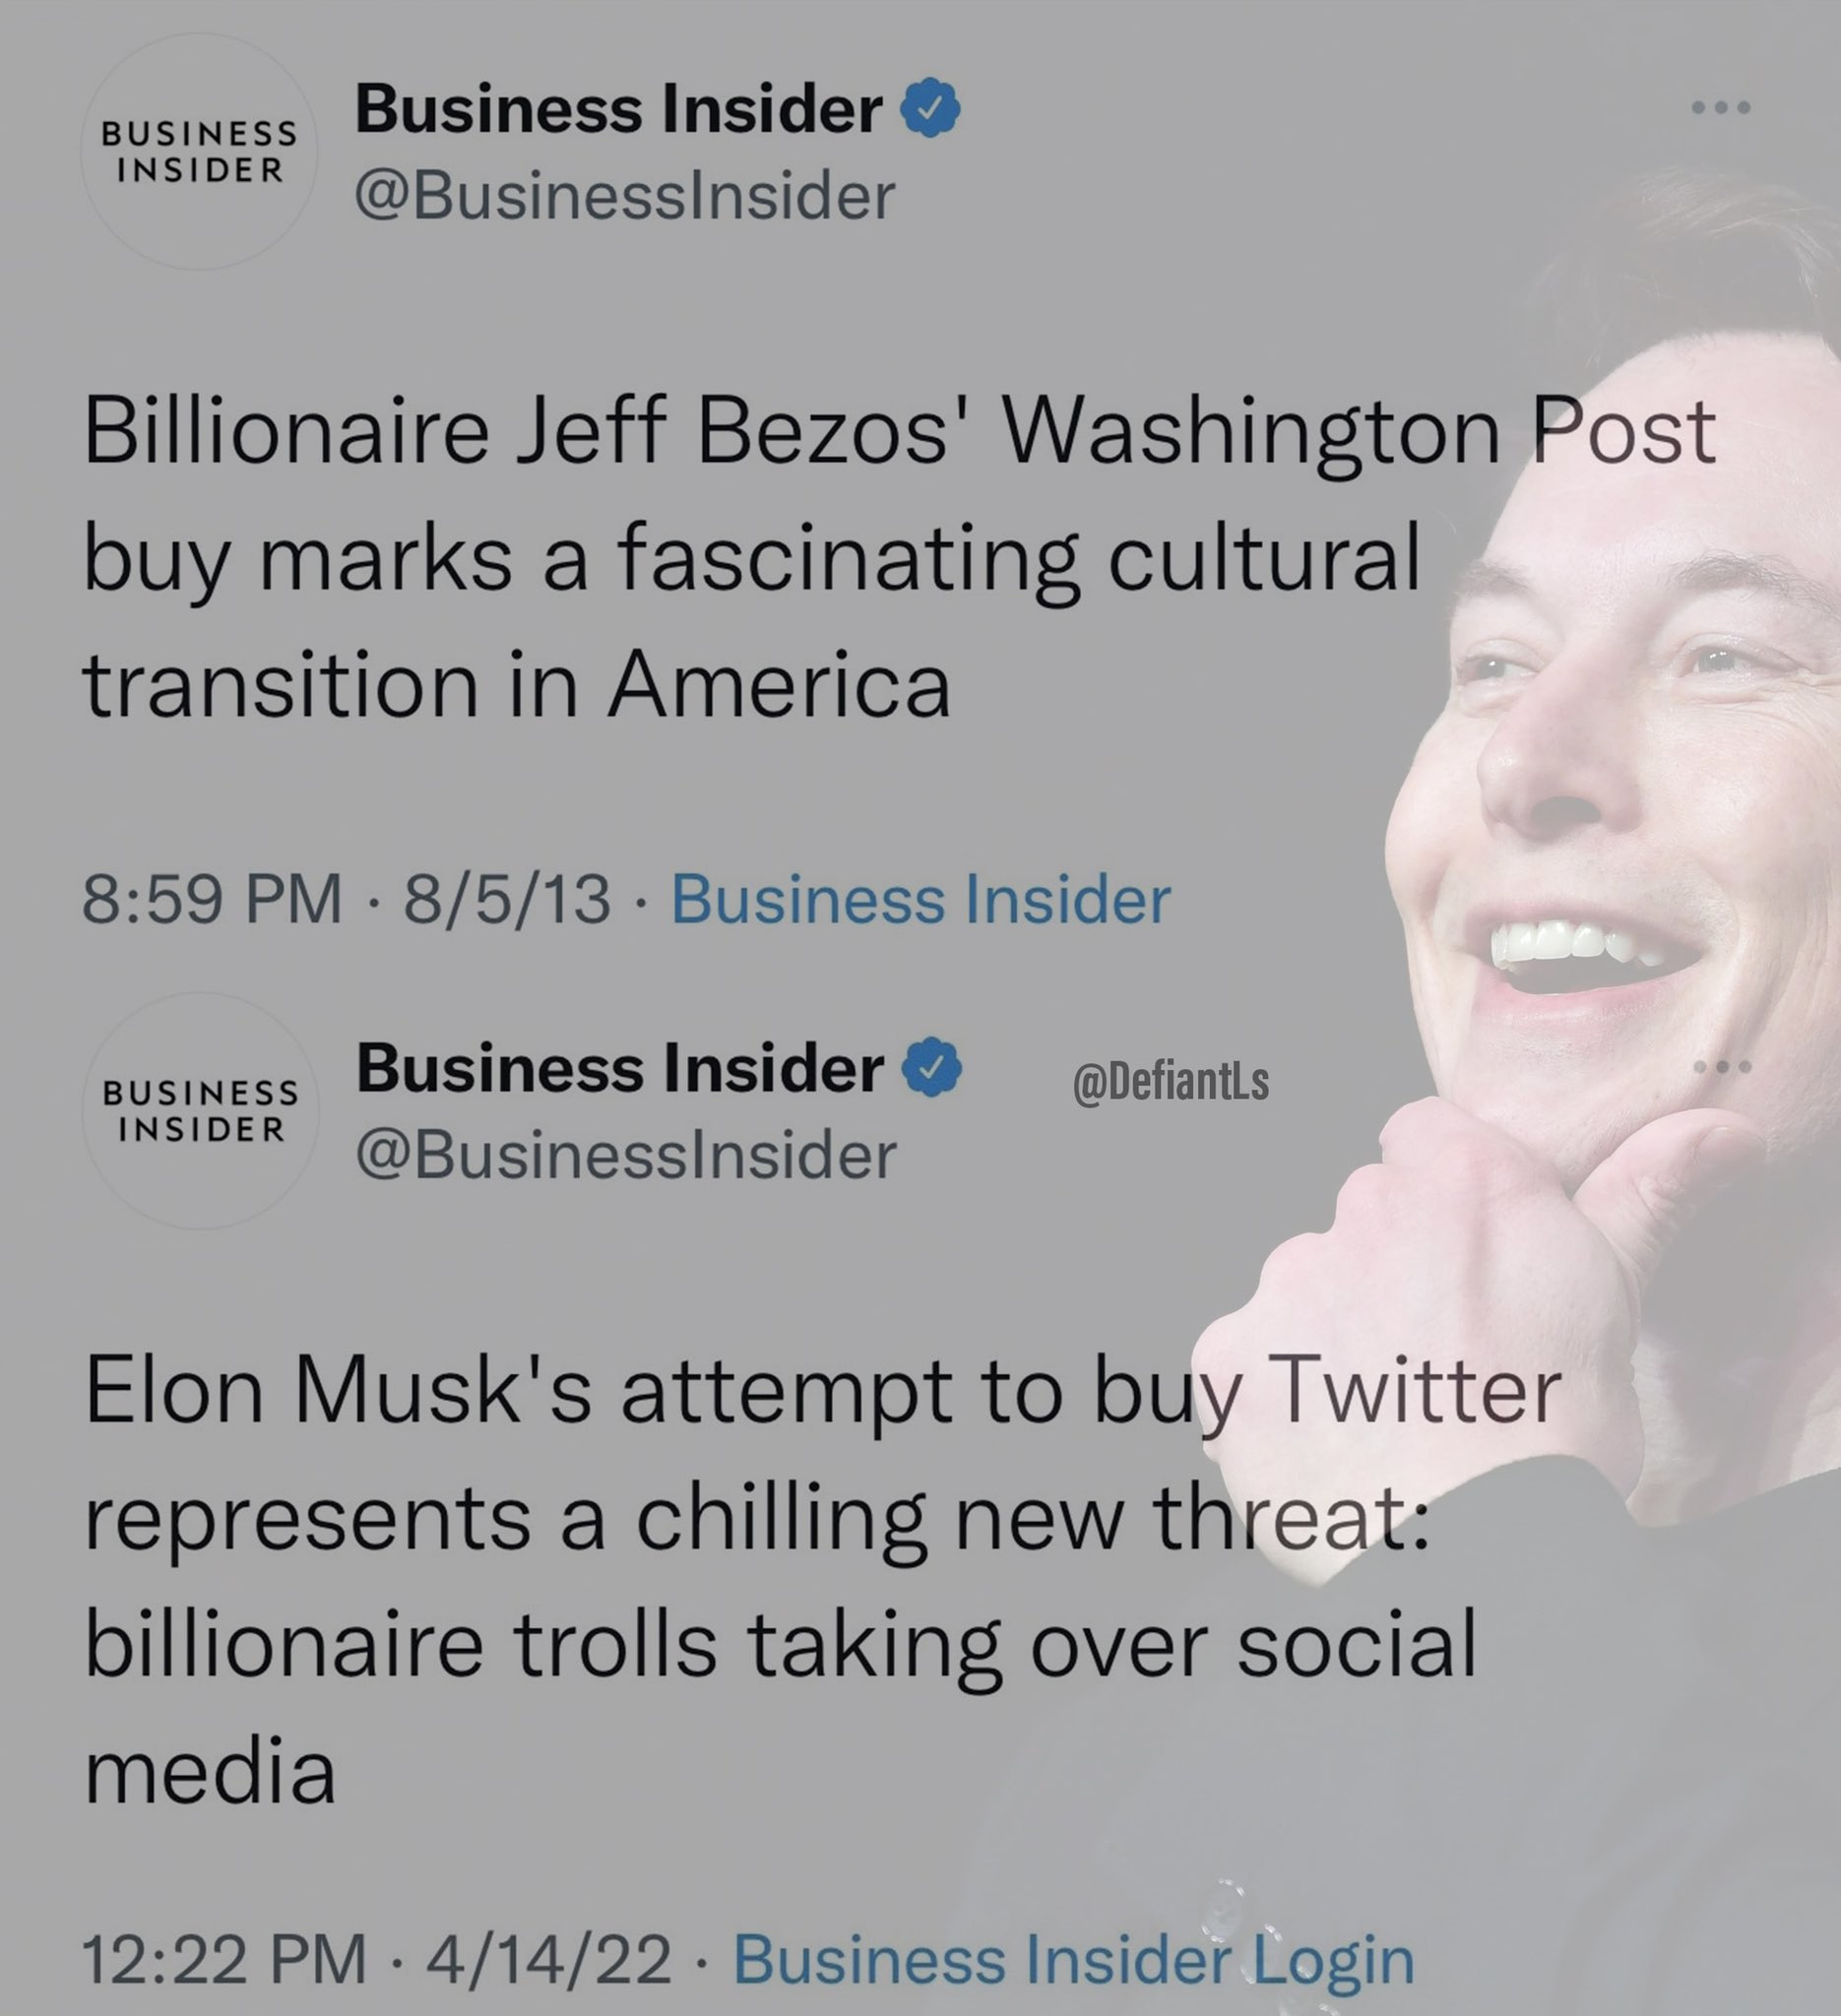 BUSINESS
INSIDER
Business Insider
@BusinessInsider
Billionaire Jeff Bezos' Washington Post
buy marks a fascinating cultural
transition in America
8:59 PM · 8/5/13 · Business Insider
BUSINESS
INSIDER
Business Insider
@BusinessInsider
@DefiantLs
Elon Musk's attempt to buy Twitter
represents a chilling new threat:
billionaire trolls taking over social
media
12:22 PM · 4/14/22 · Business Insider Login